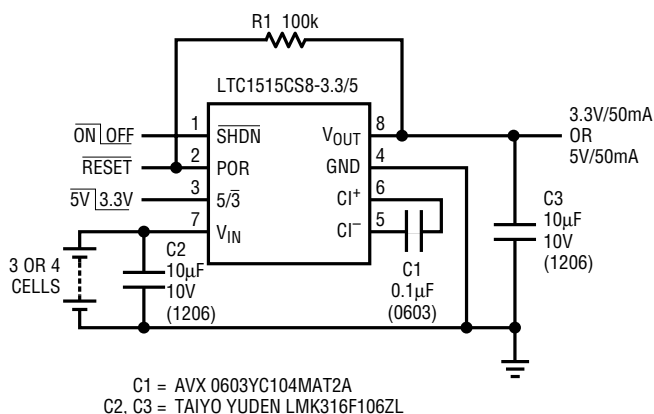 R1 100k
LTC1515CS8-3.3/5
ON OFF
1
SHDN
VOUT
8
3.3V/50mA
OR
5V/50mA
RESET
2
POR
GND
4
5V 3.3V
3
5/3
CI+
6
7
VIN
CI–
5
3 OR 4
CELLS
C2
10µF
10V
(1206)
C1
0.1µF
(0603)
C3
10µF
10V
(1206)
C1 = AVX 0603YC104MAT2A
C2, C3 = TAIYO YUDEN LMK316F106ZL